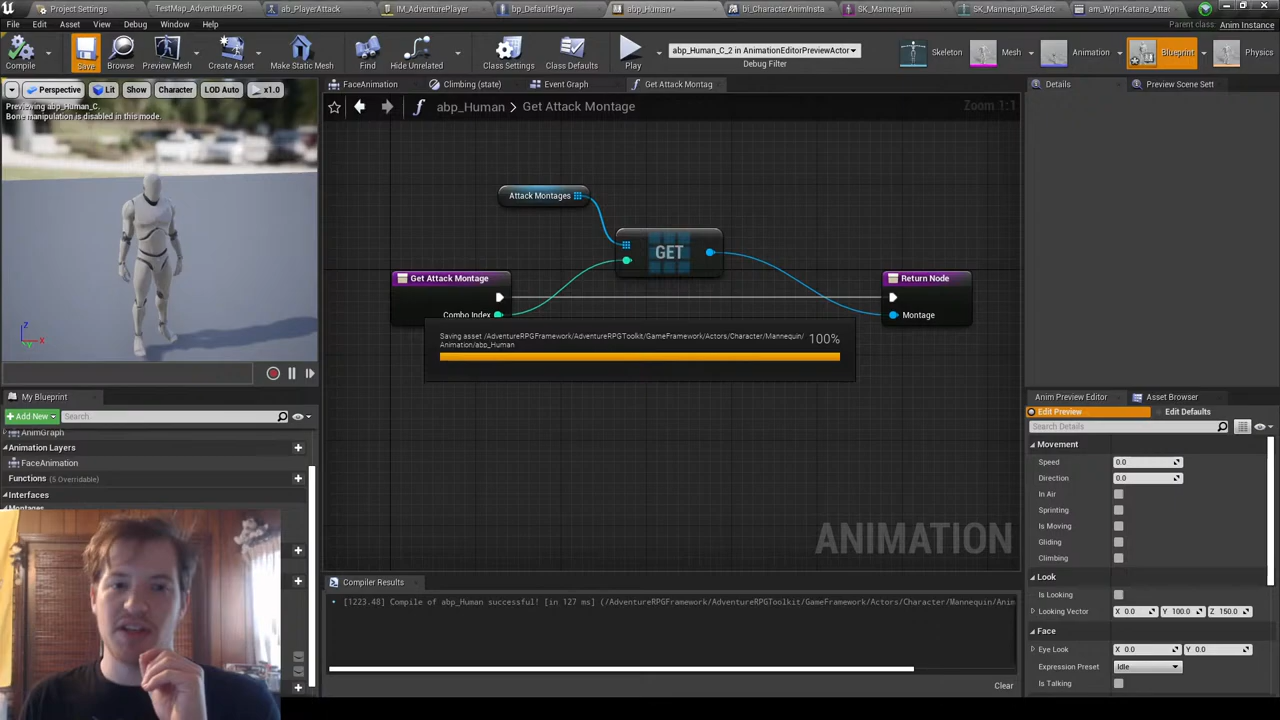 Project Settings
TestMap_AdventureRPG
ab_PlayerAttack
IM_AdventurePlayer
bp_DefaultPlayer
abp_Human*
bi_CharacterAnimInsta
SK_Mannequin
SK_Mannequin_Skeleto
am_Wpn-Katana_Attac
File Edit Asset View Debug Window Help
Parent class: Anim Instance
Compile
Save
Browse
Preview Mesh
Create Asset
Make Static Mesh
Find
Hide Unrelated
Class Settings
Class Defaults
Play
abp_Human_C_2 in AnimationEditorPreviewActor
Debug Filter
Skeleton
Mesh
Animation
Blueprint
Physics
Perspective Lit Show Character LOD Auto x1.0
Previewing abp_Human_C.
Bone manipulation is disabled in this mode.
Z
X
FaceAnimation
Climbing (state)
Event Graph
Get Attack Montag
abp_Human > Get Attack Montage
Zoom 1:1
Attack Montages
GET
Get Attack Montage
Combo Index
Return Node
Montage
Saving asset /AdventureRPGFramework/AdventureRPGToolkit/GameFramework/Actors/Character/Mannequin/
Animation/abp_Human
100%
ANIMATION
Details
Preview Scene Sett
My Blueprint
Add New
Search
AnimGraph
Animation Layers
FaceAnimation
Functions (5 Overridable)
Interfaces
Montages
Compiler Results
[1223.48] Compile of abp_Human successful! [in 127 ms] (/AdventureRPGFramework/AdventureRPGToolkit/GameFramework/Actors/Character/Mannequin/Anim
Clear
Anim Preview Editor
Asset Browser
Edit Preview
Edit Defaults
Search Details
Movement
Speed 0.0
Direction 0.0
In Air
Sprinting
Is Moving
Gliding
Climbing
Look
Is Looking
Looking Vector X 0.0 Y 100.0 Z 150.0
Face
Eye Look X 0.0 Y 0.0
Expression Preset Idle
Is Talking